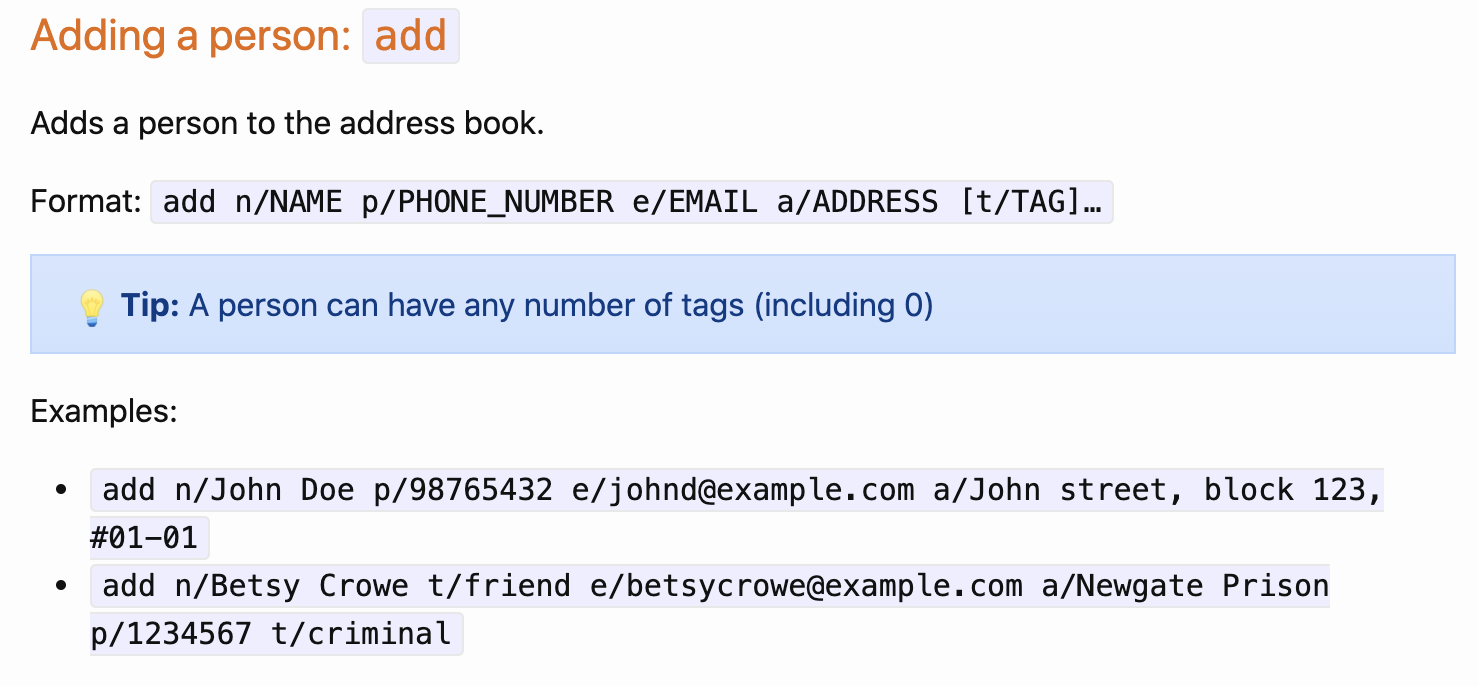 Adding a person: add
Adds a person to the address book.
Format: add n/NAME p/PHONE_NUMBER e/EMAIL a/ADDRESS [t/TAG]…
💡 Tip: A person can have any number of tags (including 0)
Examples:
• add n/John Doe p/98765432 e/johnd@example.com a/John street, block 123,
#01-01
• add n/Betsy Crowe t/friend e/betsycrowe@example.com a/Newgate Prison
p/1234567 t/criminal